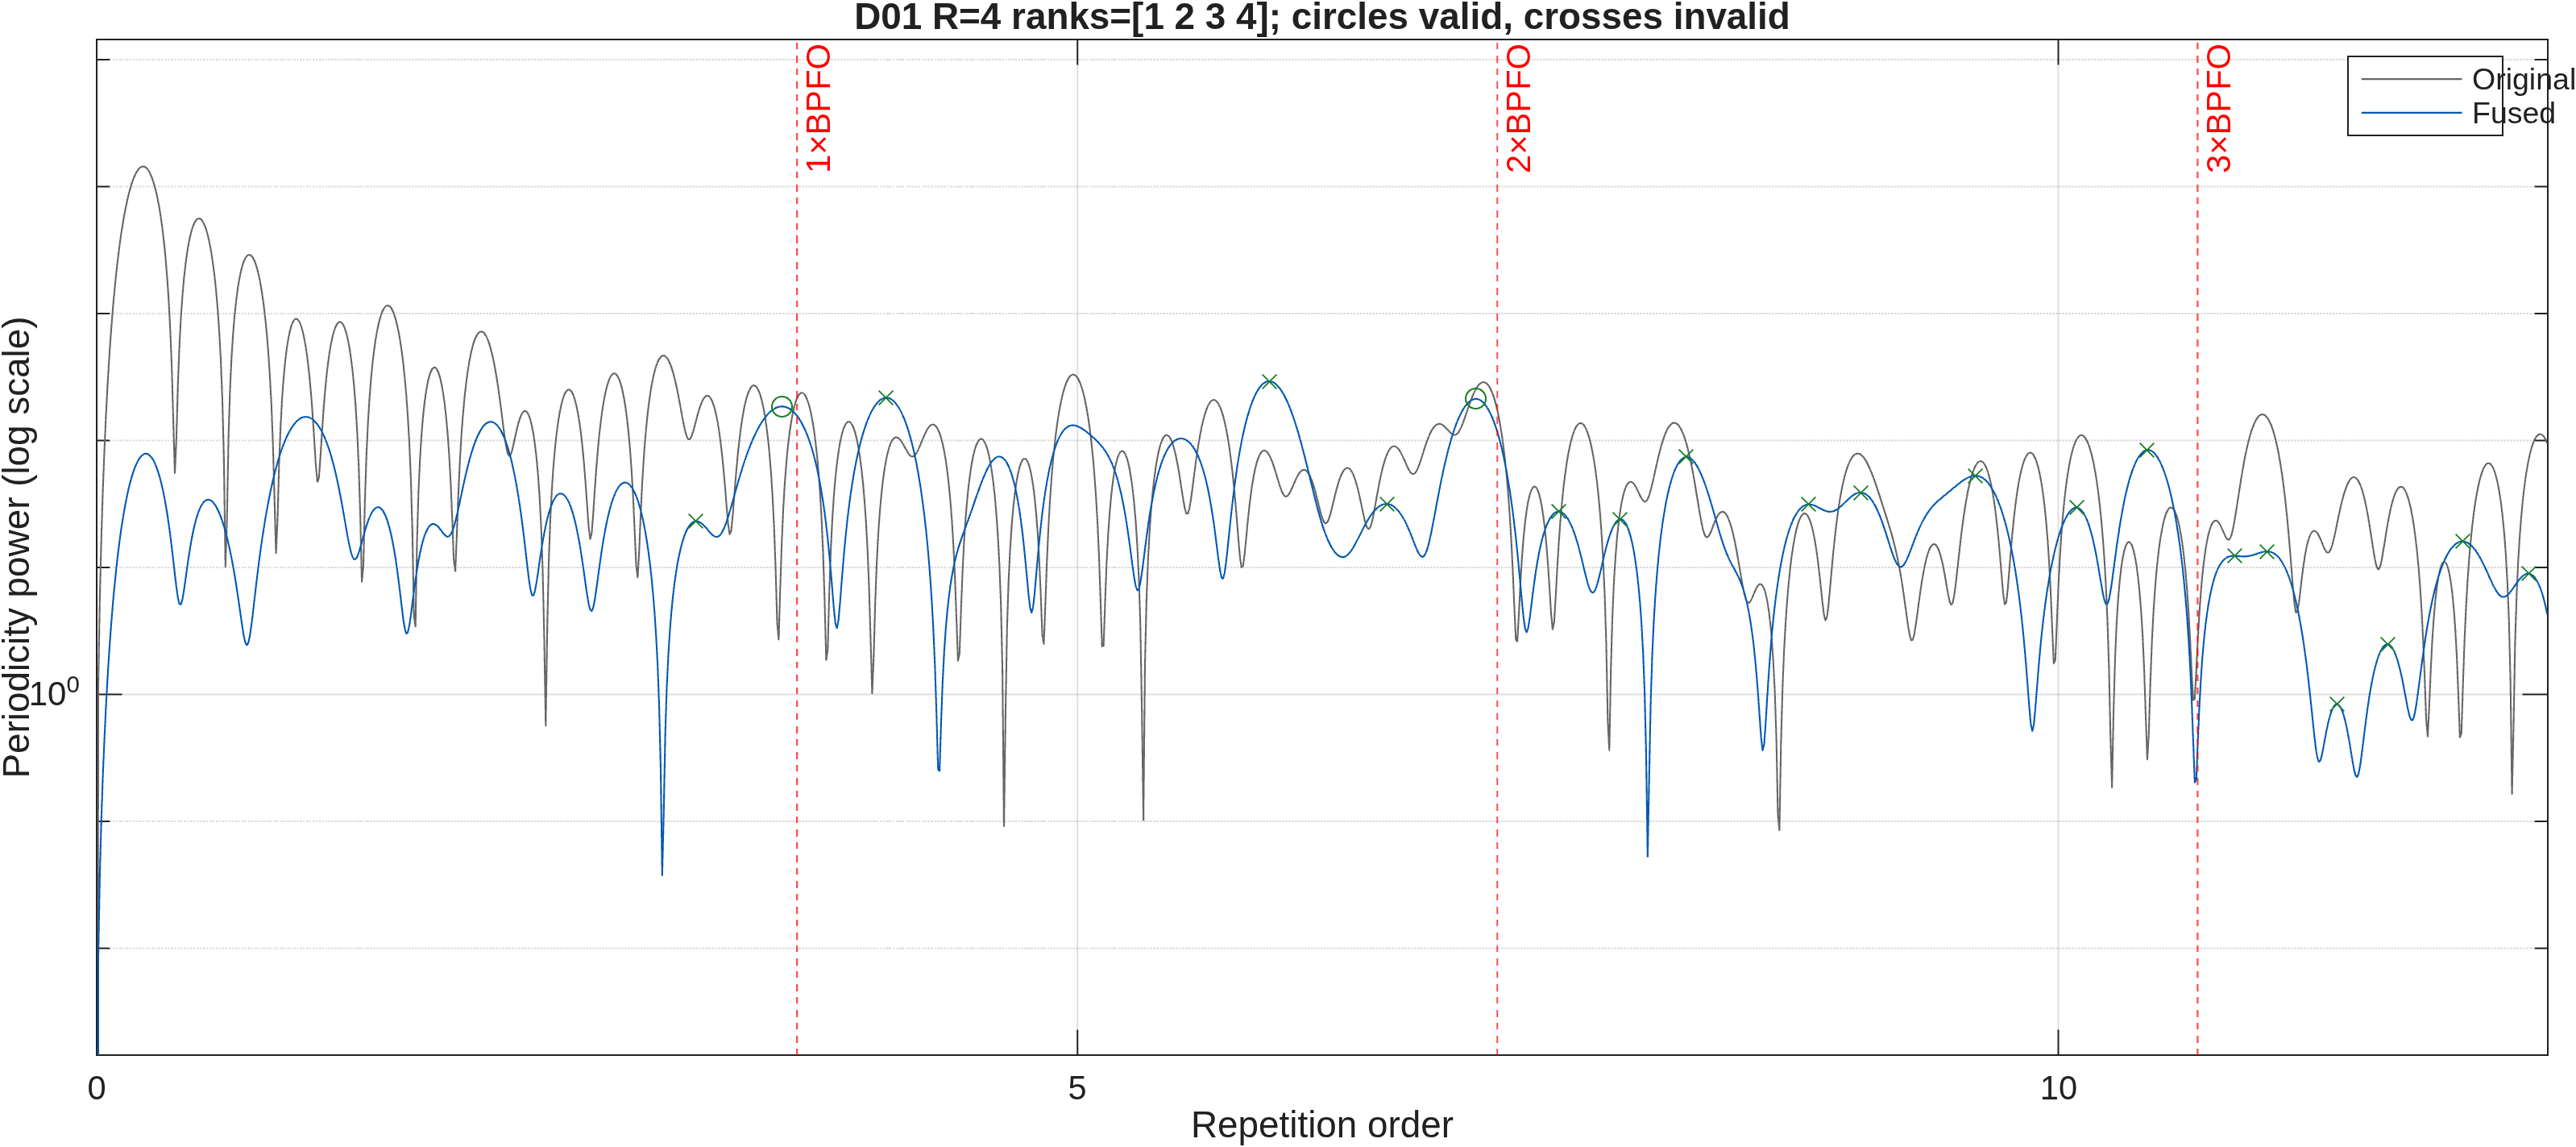 D01 R=4 ranks=[1 2 3 4]; circles valid, crosses invalid
1×BPFO
2×BPFO
3×BPFO
Original
Fused
Periodicity power (log scale)
10⁰
0
5
10
Repetition order